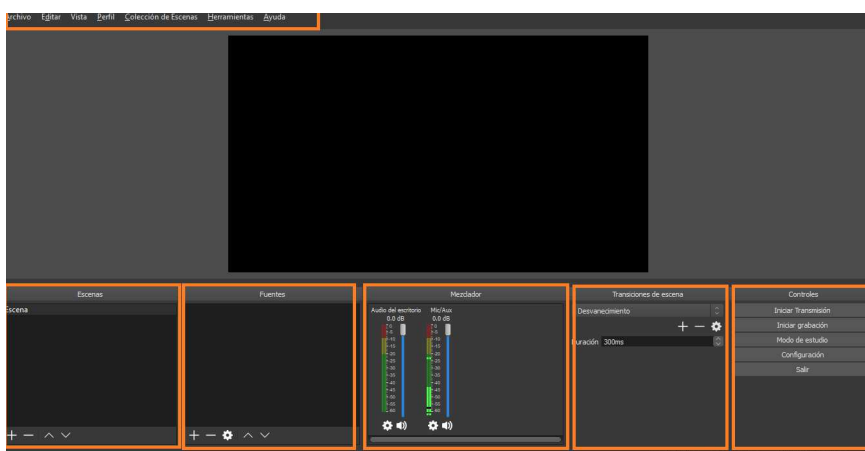 Archivo Editar Vista Perfil Colección de Escenas Herramientas Ayuda
Escenas
Escena
Fuentes
Mezclador
Audio del escritorio Mic/Aux
0.0 dB 0.0 dB
Transiciones de escena
Desvanecimiento
Duración 300ms
Controles
Iniciar Transmisión
Iniciar grabación
Modo de estudio
Configuración
Salir